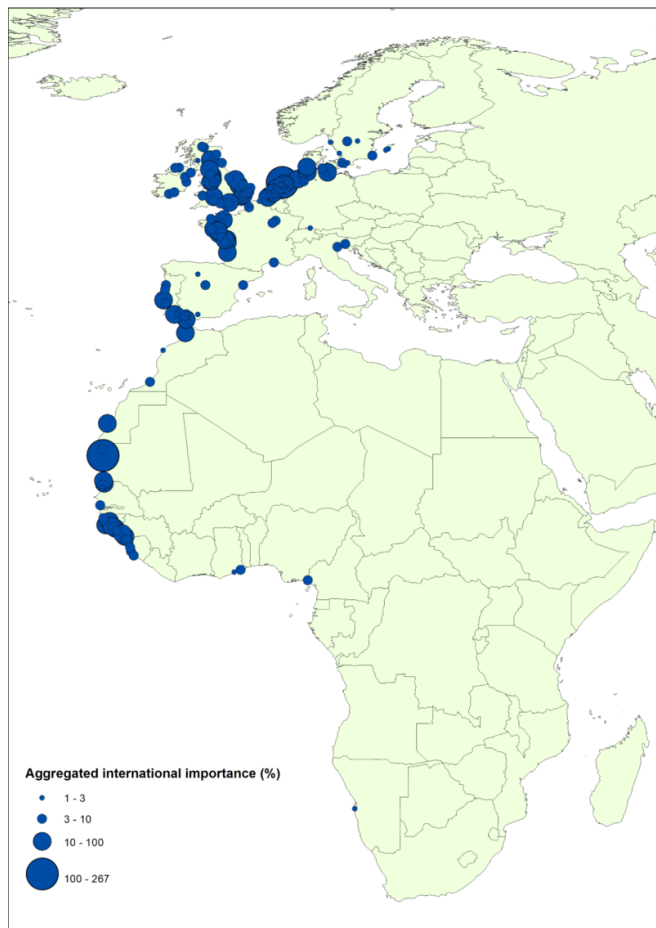 Aggregated international importance (%)
1 - 3
3 - 10
10 - 100
100 - 267